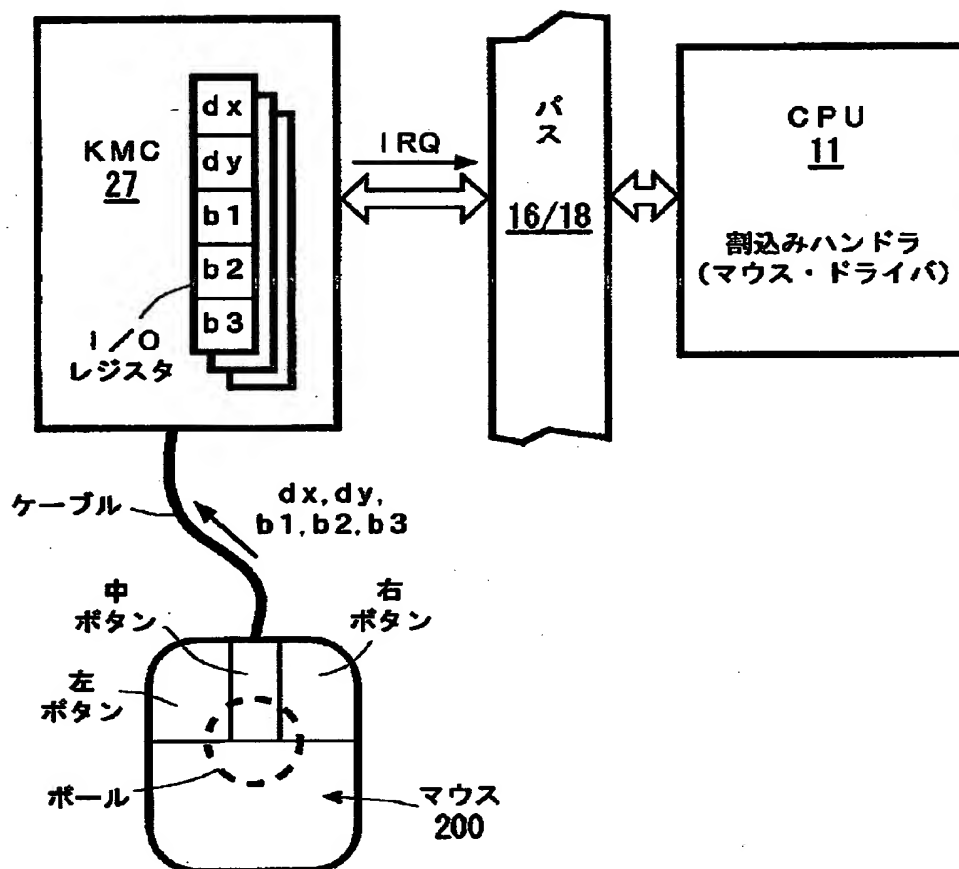 KMC
27
dx
dy
b1
b2
b3
I/O
レジスタ
IRQ
バス
16/18
CPU
11
割込みハンドラ
(マウス・ドライバ)
ケーブル
dx,dy,
b1,b2,b3
中
ボタン
右
ボタン
左
ボタン
ボール
マウス
200